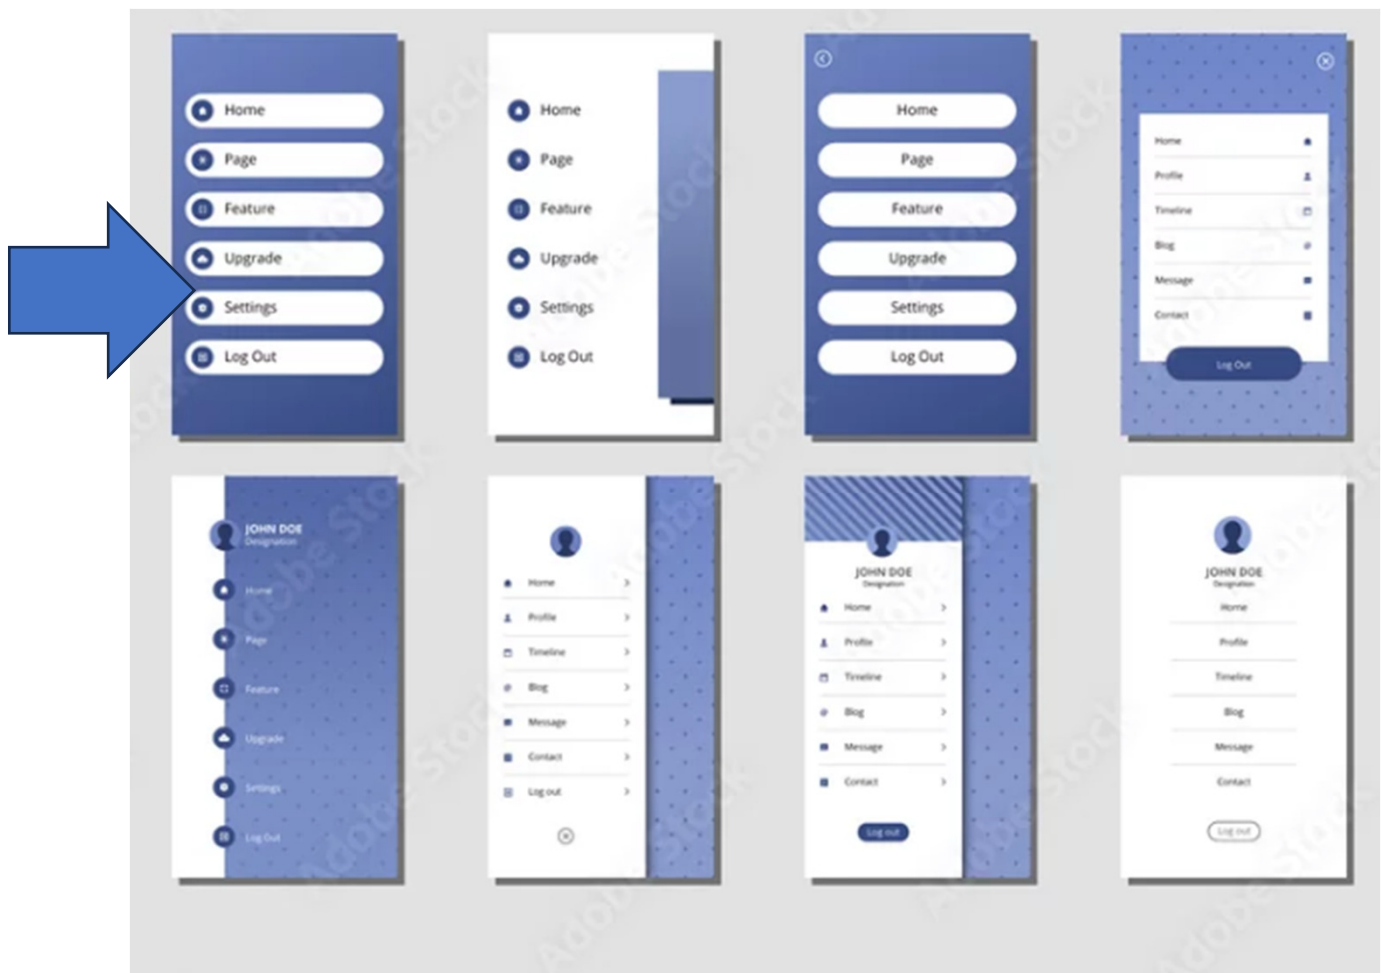 Home
Page
Feature
Upgrade
Settings
Log Out
Home
Page
Feature
Upgrade
Settings
Log Out
Home
Page
Feature
Upgrade
Settings
Log Out
Home
Profile
Timeline
Blog
Message
Contact
Log Out
JOHN DOE
Designation
Home
Page
Feature
Upgrade
Settings
Log Out
Home
Profile
Timeline
Blog
Message
Contact
Log out
JOHN DOE
Designation
Home
Profile
Timeline
Blog
Message
Contact
Log out
JOHN DOE
Designation
Home
Profile
Timeline
Blog
Message
Contact
Log out
Adobe Stock